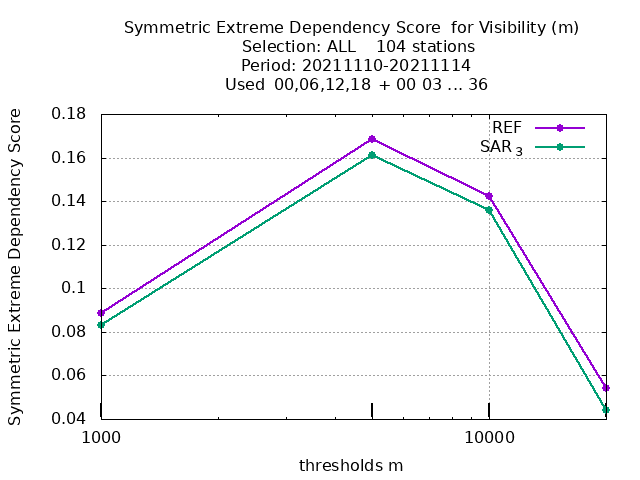 Symmetric Extreme Dependency Score  for Visibility (m)
Selection: ALL    104 stations
Period: 20211110-20211114
Used  00,06,12,18 + 00 03 ... 36
Symmetric Extreme Dependency Score
0.18
0.16
0.14
0.12
0.1
0.08
0.06
0.04
REF
SAR 3
1000
10000
thresholds m